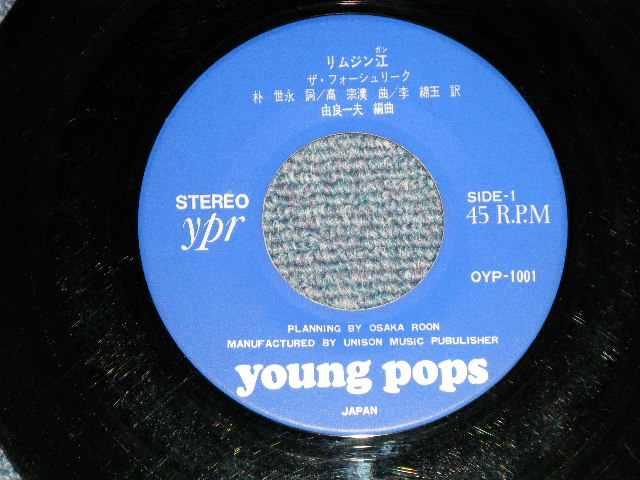 リムジン江
ガン
ザ・フォーシュリーク
朴 世永 詞/高 宗漢 曲/李 錦玉 訳
由良一夫 編曲
STEREO
ypr
SIDE-1
45 R.P.M
OYP-1001
PLANNING BY OSAKA ROON
MANUFACTURED BY UNISON MUSIC PUBULISHER
young pops
JAPAN